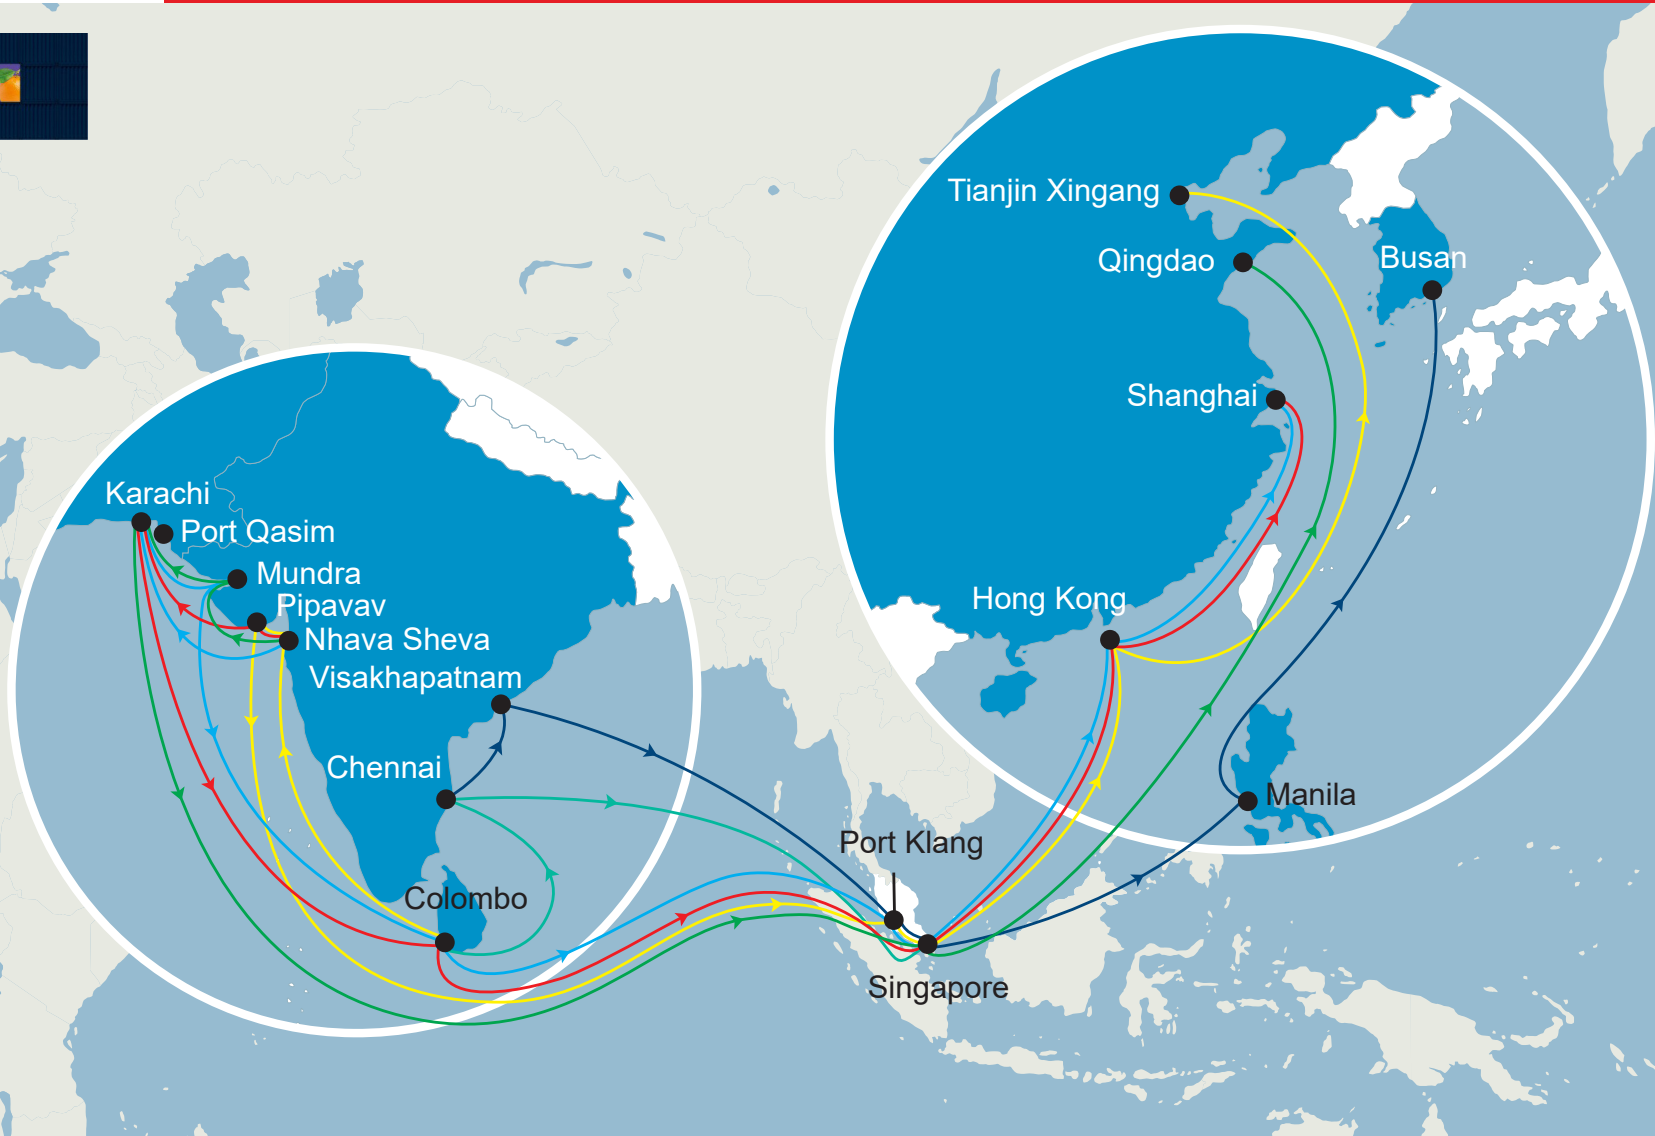 Tianjin Xingang
Qingdao
Busan
Shanghai
Karachi
Port Qasim
Mundra
Pipavav
Hong Kong
Nhava Sheva
Visakhapatnam
Chennai
Manila
Port Klang
Colombo
Singapore